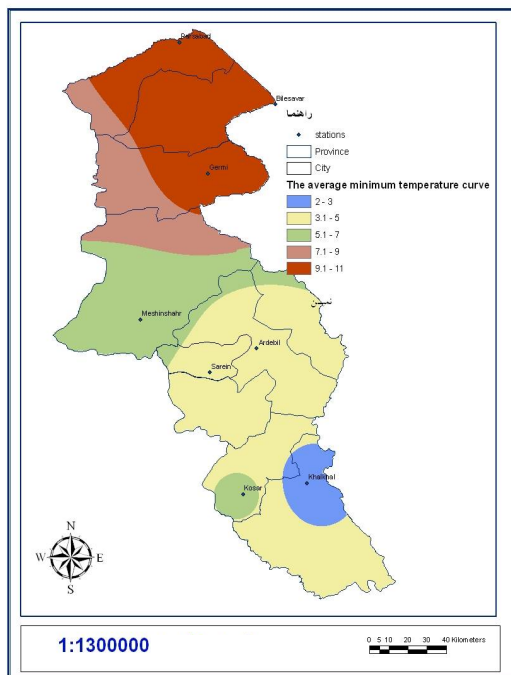 Parsabad
Bilesavar
راهنما
stations
Province
City
Germi
The average minimum temperature curve
2 - 3
3.1 - 5
5.1 - 7
7.1 - 9
9.1 - 11
نمین
Meshinshahr
Ardebil
Sarein
Khalkhal
Kosar
N
W E
S
1:1300000
0 5 10 20 30 40 Kilometers